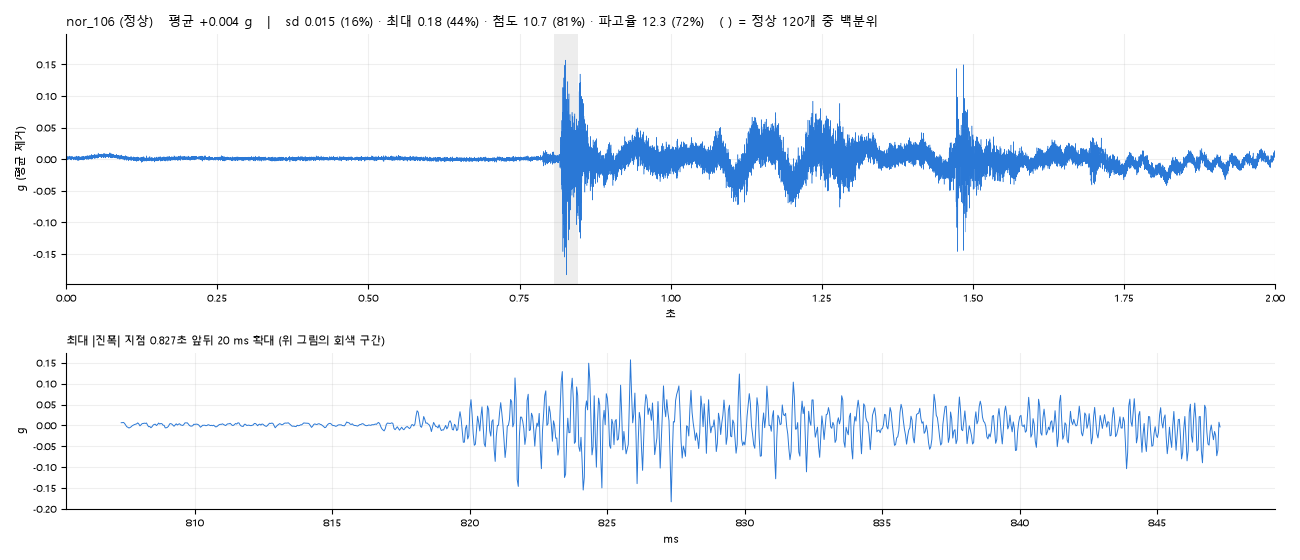 nor_106 (정상)    평균 +0.004 g    |    sd 0.015 (16%) · 최대 0.18 (44%) · 첨도 10.7 (81%) · 파고율 12.3 (72%)    ( ) = 정상 120개 중 백분위
g (평균 제거)
0.15
0.10
0.05
0.00
-0.05
-0.10
-0.15
0.00 0.25 0.50 0.75 1.00 1.25 1.50 1.75 2.00
초
최대 |진폭| 지점 0.827초 앞뒤 20 ms 확대 (위 그림의 회색 구간)
g
0.15
0.10
0.05
0.00
-0.05
-0.10
-0.15
-0.20
810 815 820 825 830 835 840 845
ms